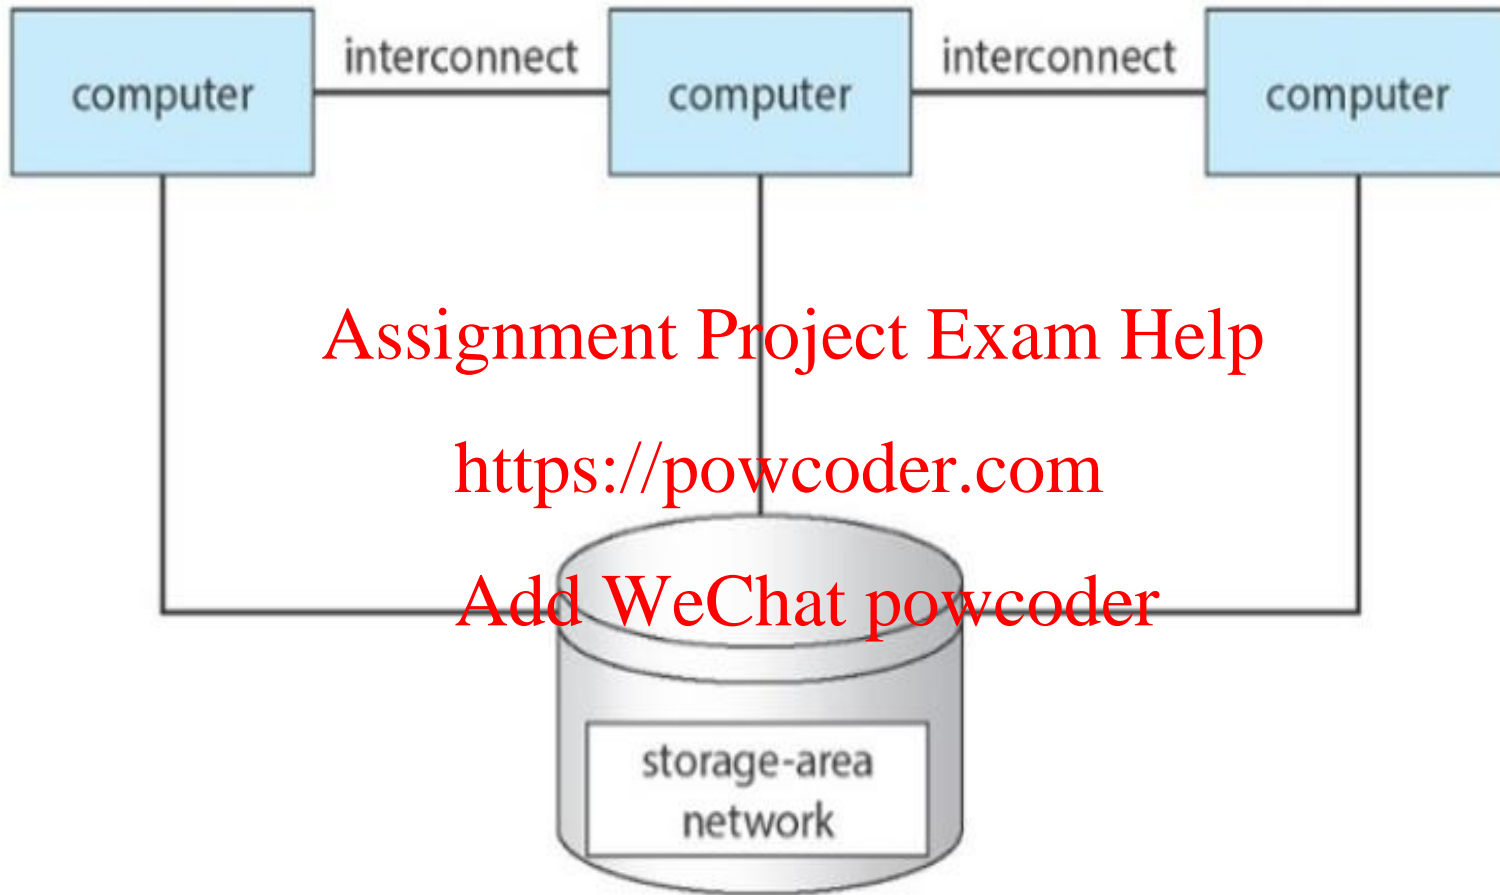 interconnect
interconnect
computer
computer
computer
Assignment Project Exam Help
https://powcoder.com
Add WeChat powcoder
storage-area
network